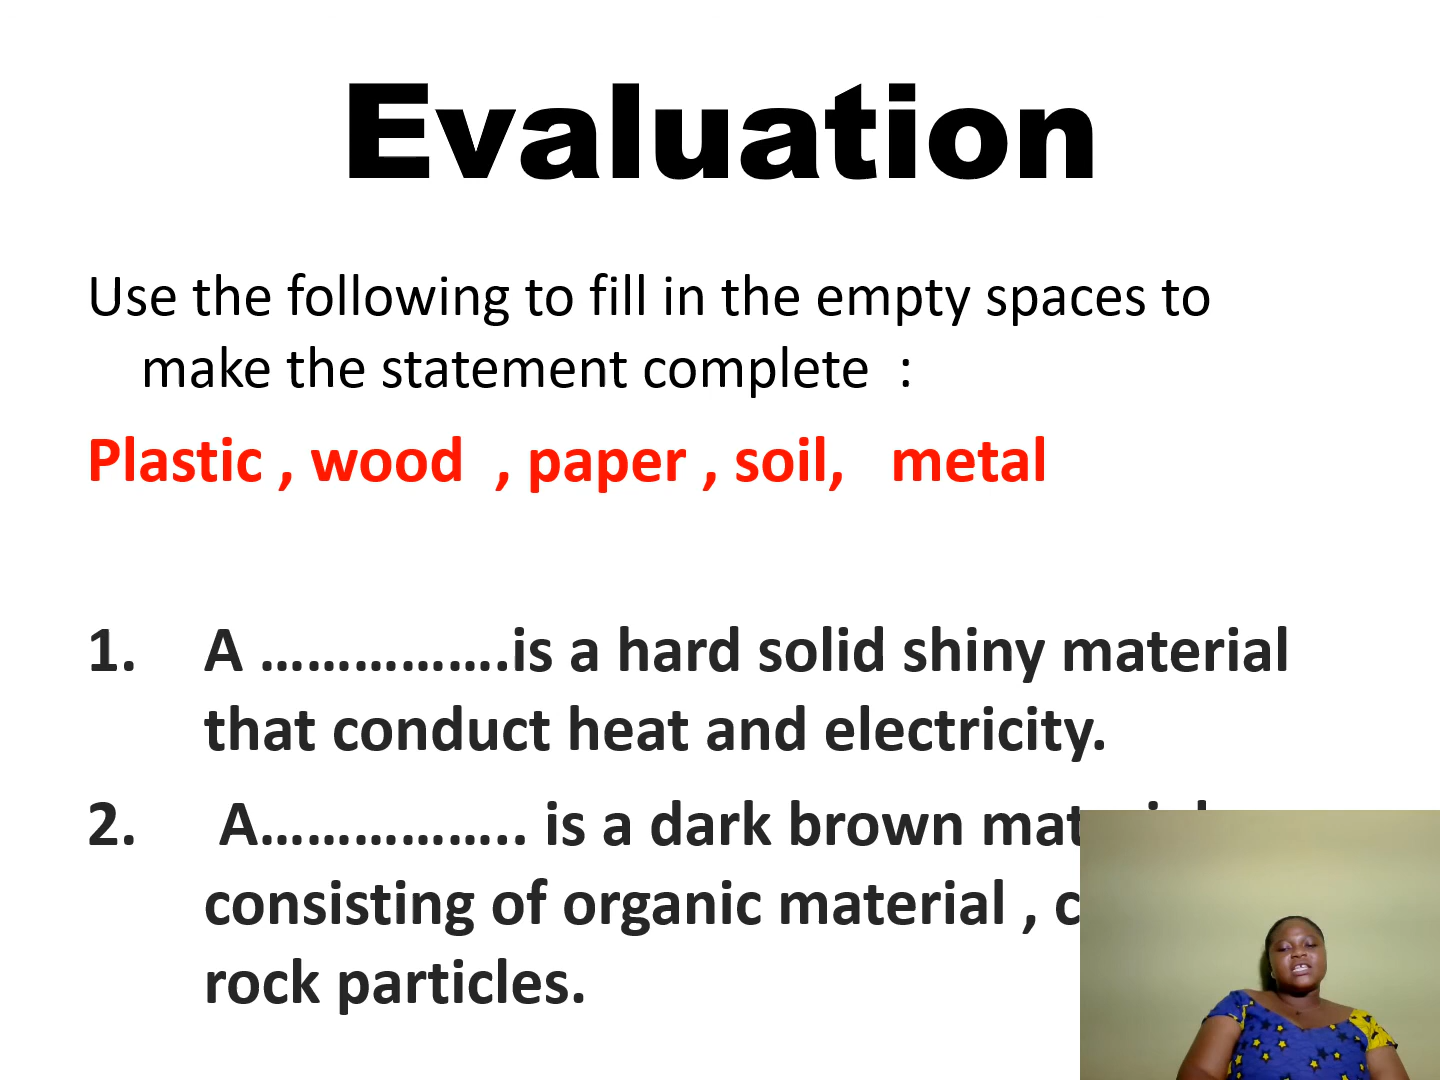 Evaluation
Use the following to fill in the empty spaces to
make the statement complete :
Plastic , wood , paper , soil, metal
1. A …………….is a hard solid shiny material
that conduct heat and electricity.
2. A…………….. is a dark brown
consisting of organic material ,
rock particles.